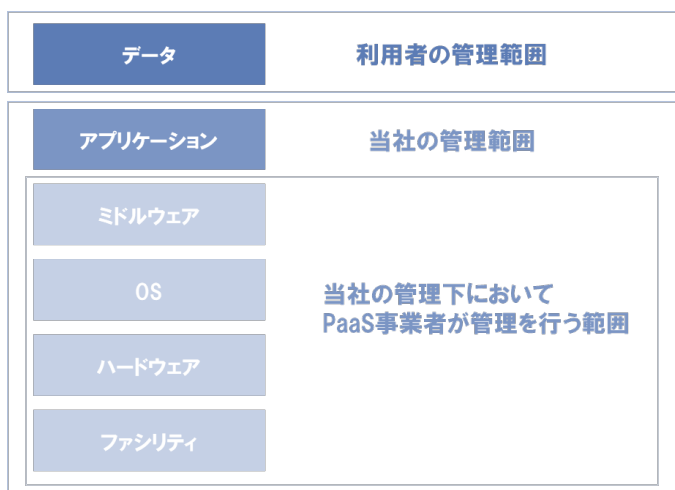 データ
利用者の管理範囲
アプリケーション
当社の管理範囲
ミドルウェア
OS
当社の管理下において
PaaS事業者が管理を行う範囲
ハードウェア
ファシリティ